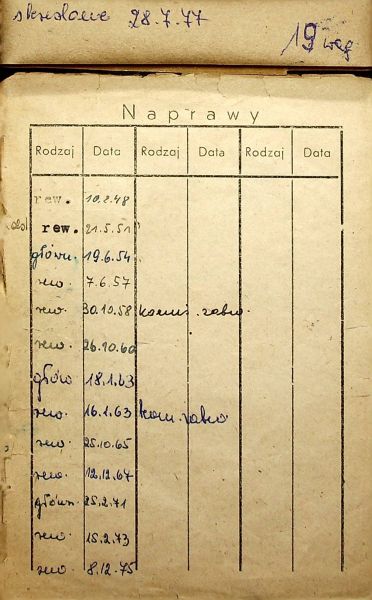 skreślone 28.7.77
19 wag
Naprawy
Rodzaj Data Rodzaj Data Rodzaj Data
rew. 10.2.48
rew. 21.5.51
główn. 19.6.54
rew. 7.6.57
rew. 30.10.58
rew. 26.10.60
główn 18.1.63
rew. 16.1.63
rew. 25.10.65
rew. 12.12.67
główn. 25.2.71
rew. 15.2.73
rew. 8.12.75